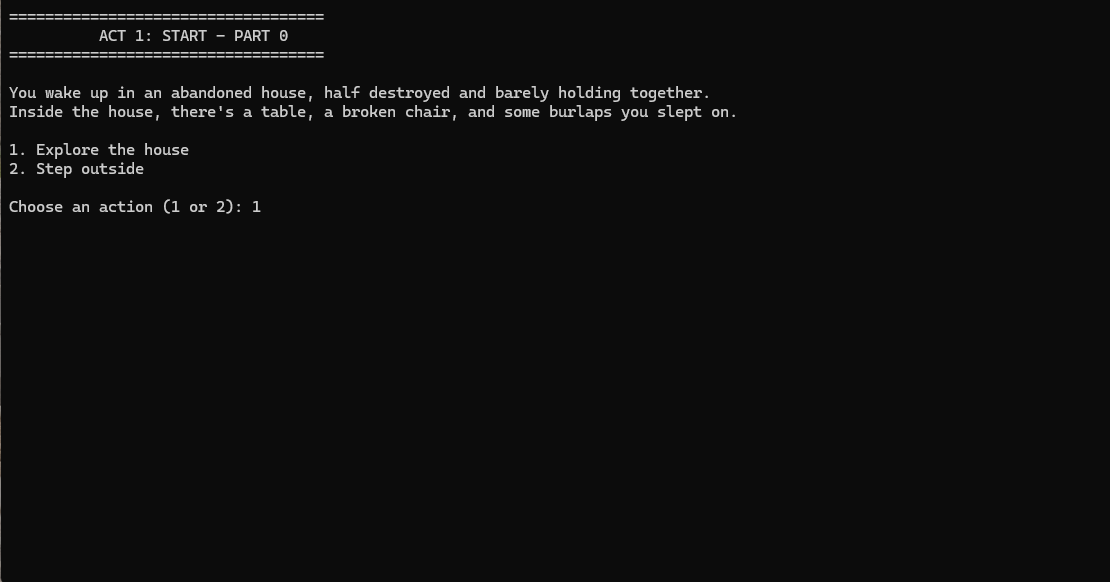 ===================================
ACT 1: START - PART 0
===================================
You wake up in an abandoned house, half destroyed and barely holding together.
Inside the house, there's a table, a broken chair, and some burlaps you slept on.
1. Explore the house
2. Step outside
Choose an action (1 or 2): 1